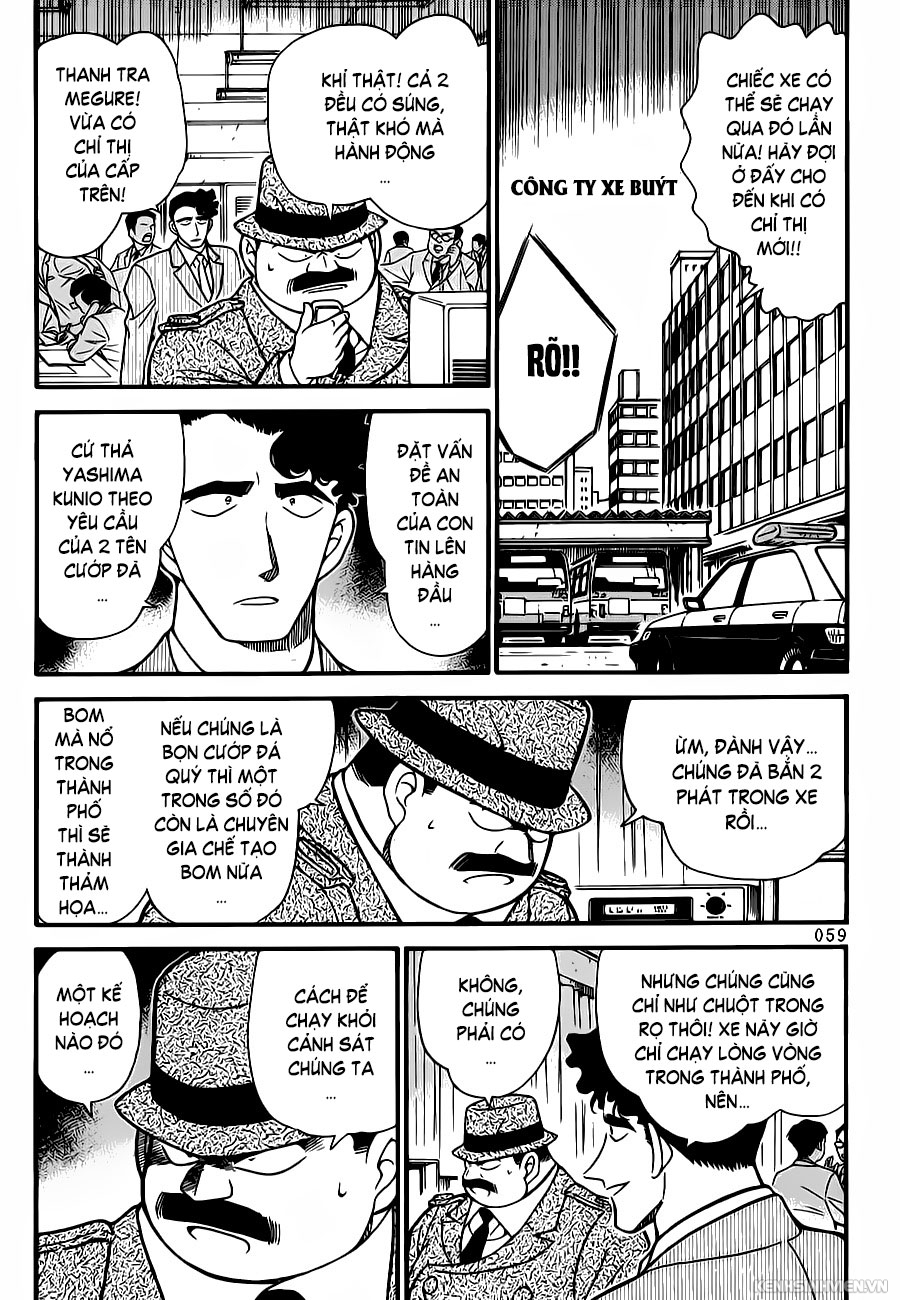 CHIẾC XE CÓ
THỂ SẼ CHẠY
QUA ĐÓ LẦN
NỮA! HÃY ĐỢI
Ở ĐẤY CHO
ĐẾN KHI CÓ
CHỈ THỊ
MỚI!!
CÔNG TY XE BUÝT
RÕ!!
KHỈ THẬT! CẢ 2
ĐỀU CÓ SÚNG,
THẬT KHÓ MÀ
HÀNH ĐỘNG
...
THANH TRA
MEGURE!
VỪA CÓ
CHỈ THỊ
CỦA CẤP
TRÊN!
ĐẶT VẤN
ĐỀ AN
TOÀN
CỦA CON
TIN LÊN
HÀNG
ĐẦU
...
CỨ THẢ
YASHIMA
KUNIO THEO
YÊU CẦU
CỦA 2 TÊN
CƯỚP ĐÃ
...
ỪM, ĐÀNH VẬY...
CHÚNG ĐÃ BẮN 2
PHÁT TRONG XE
RỒI...
NẾU CHÚNG LÀ
BỌN CƯỚP ĐÁ
QUÝ THÌ MỘT
TRONG SỐ ĐÓ
CÒN LÀ CHUYÊN
GIA CHẾ TẠO
BOM NỮA
...
BOM
MÀ NỔ
TRONG
THÀNH
PHỐ
THÌ SẼ
THÀNH
THẢM
HỌA...
059
NHƯNG CHÚNG CŨNG
CHỈ NHƯ CHUỘT TRONG
RỌ THÔI! XE NÀY GIỜ
CHỈ CHẠY LÒNG VÒNG
TRONG THÀNH PHỐ,
NÊN...
KHÔNG,
CHÚNG
PHẢI CÓ
...
CÁCH ĐỂ
CHẠY KHỎI
CẢNH SÁT
CHÚNG TA
...
MỘT KẾ
HOẠCH
NÀO ĐÓ
...
KENHSINHVIEN.VN